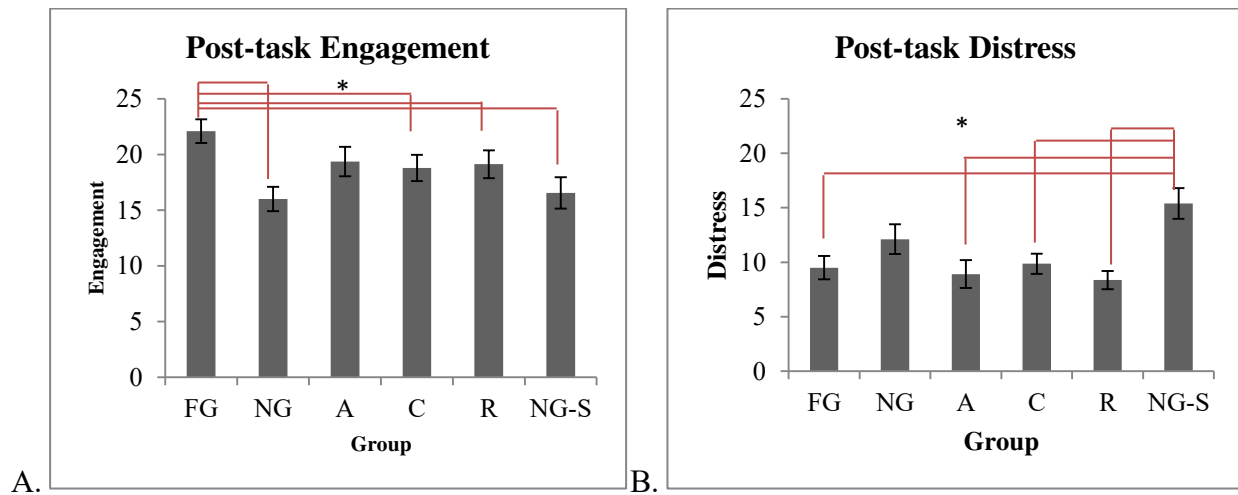 Post-task Engagement
*
25
20
15
10
5
0
Engagement
FG NG A C R NG-S
Group
A.
Post-task Distress
*
25
20
15
10
5
0
Distress
FG NG A C R NG-S
Group
B.